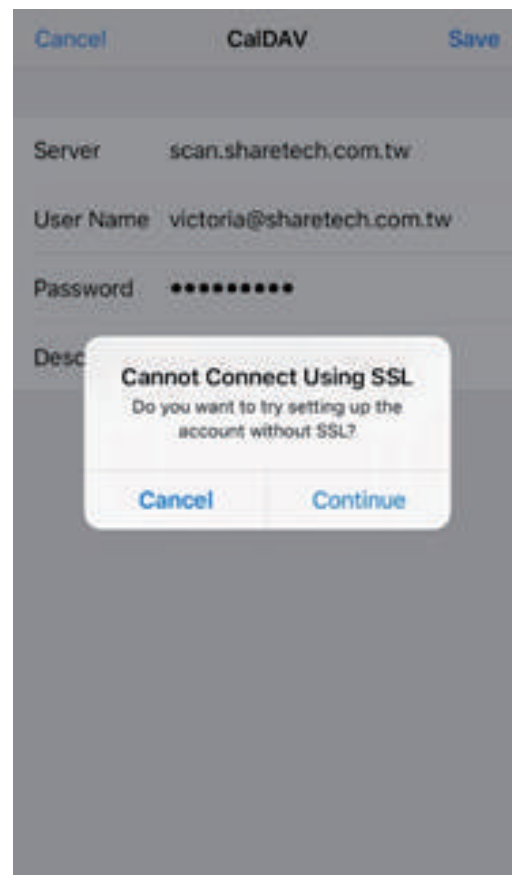 Cancel CalDAV Save
Server scan.sharetech.com.tw
User Name victoria@sharetech.com.tw
Password ●●●●●●●●●
Desc
Cannot Connect Using SSL
Do you want to try setting up the
account without SSL?
Cancel Continue